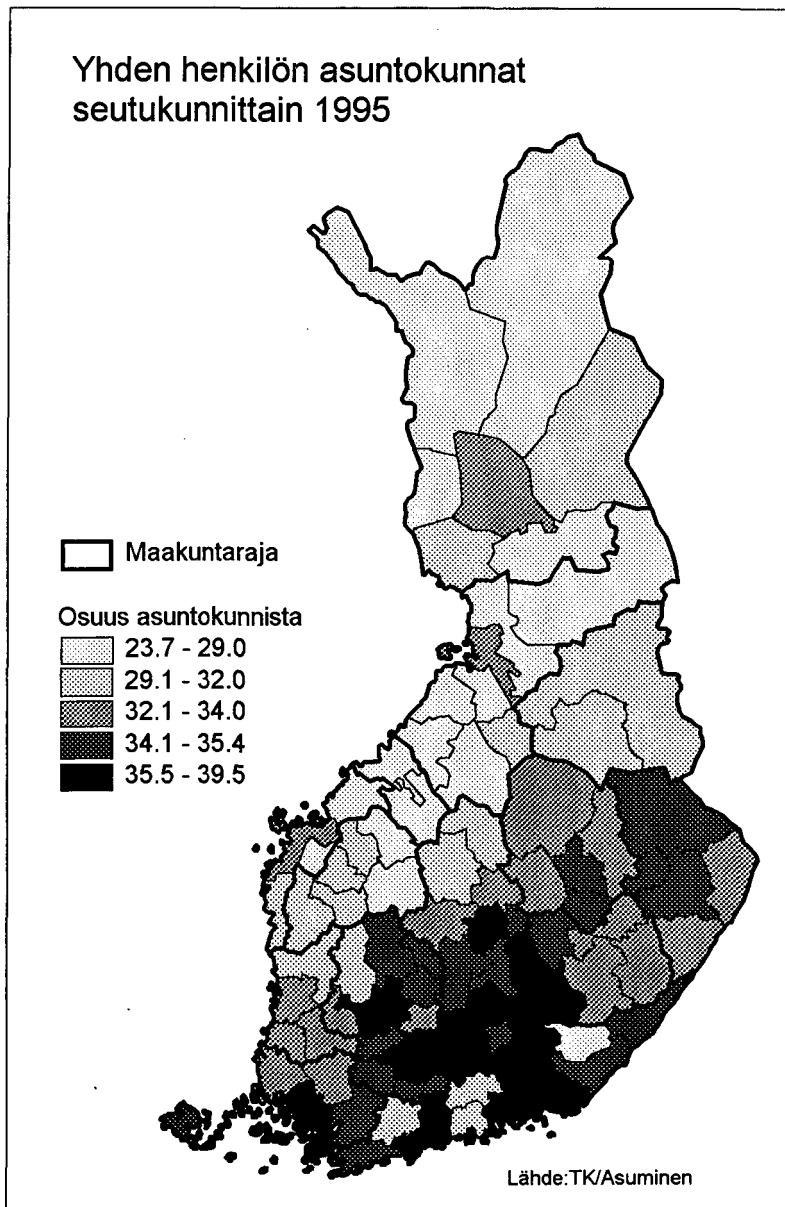 Yhden henkilön asuntokunnat
seutukunnittain 1995
Maakuntaraja
Osuus asuntokunnista
23.7 - 29.0
29.1 - 32.0
32.1 - 34.0
34.1 - 35.4
35.5 - 39.5
Lähde:TK/Asuminen